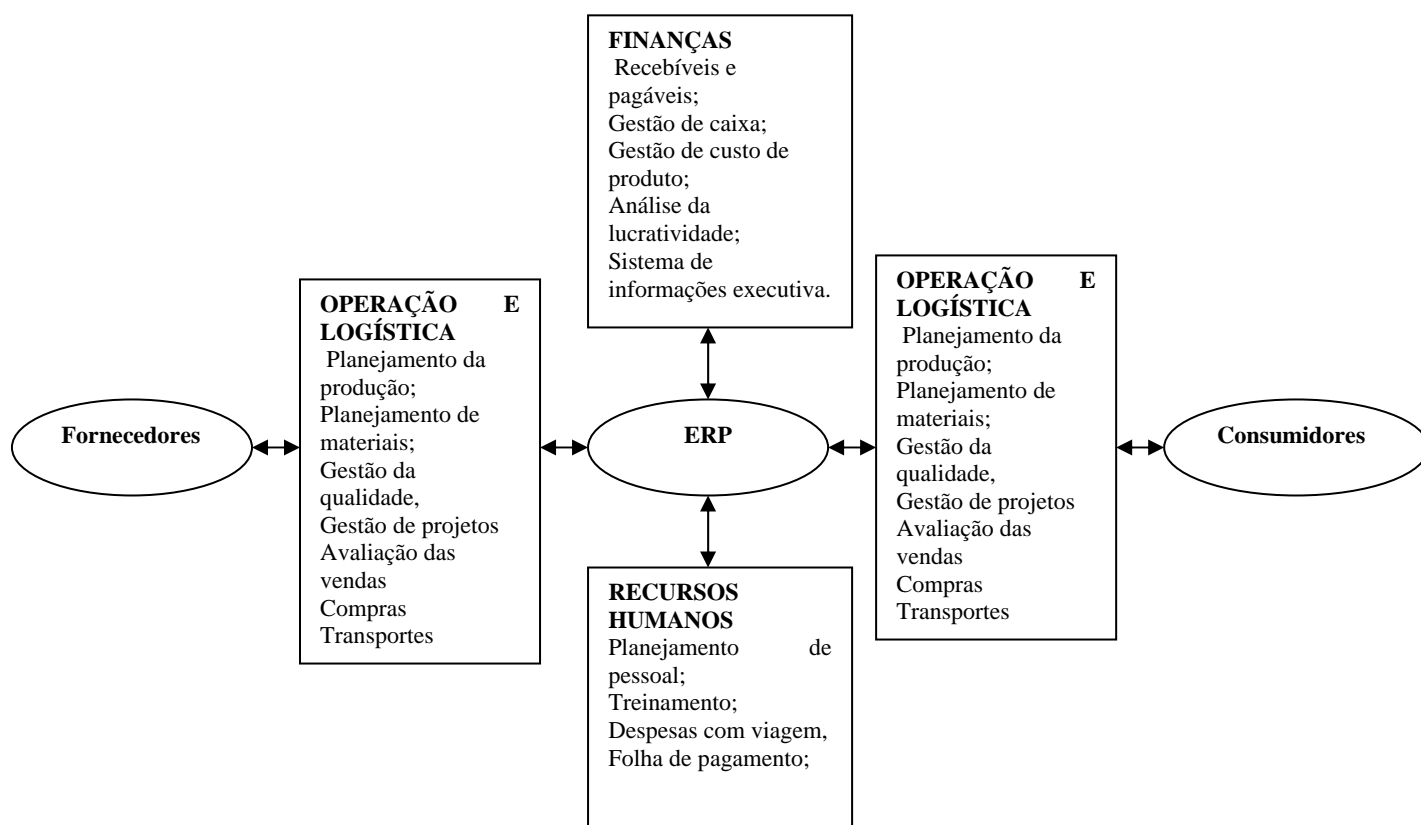 FINANÇAS
Recebíveis e
pagáveis;
Gestão de caixa;
Gestão de custo de
produto;
Análise da
lucratividade;
Sistema de
informações executiva.
Fornecedores
OPERAÇÃO E
LOGÍSTICA
Planejamento da
produção;
Planejamento de
materiais;
Gestão da
qualidade,
Gestão de projetos
Avaliação das
vendas
Compras
Transportes
ERP
OPERAÇÃO E
LOGÍSTICA
Planejamento da
produção;
Planejamento de
materiais;
Gestão da
qualidade,
Gestão de projetos
Avaliação das
vendas
Compras
Transportes
Consumidores
RECURSOS
HUMANOS
Planejamento de
pessoal;
Treinamento;
Despesas com viagem,
Folha de pagamento;